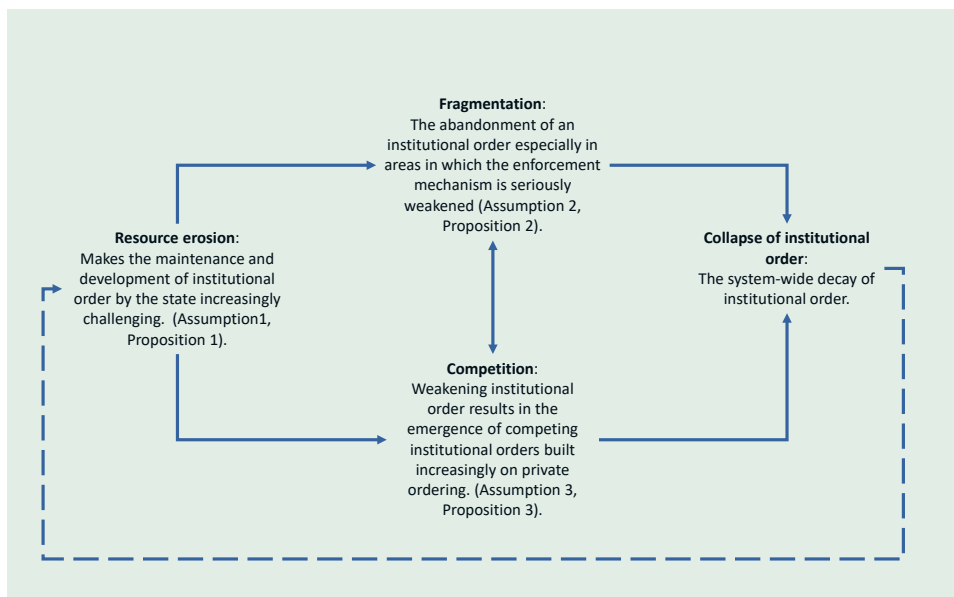 Fragmentation:
The abandonment of an
institutional order especially in
areas in which the enforcement
mechanism is seriously
weakened (Assumption 2,
Proposition 2).
Resource erosion:
Makes the maintenance and
development of institutional
order by the state increasingly
challenging. (Assumption1,
Proposition 1).
Collapse of institutional
order:
The system-wide decay of
institutional order.
Competition:
Weakening institutional
order results in the
emergence of competing
institutional orders built
increasingly on private
ordering. (Assumption 3,
Proposition 3).